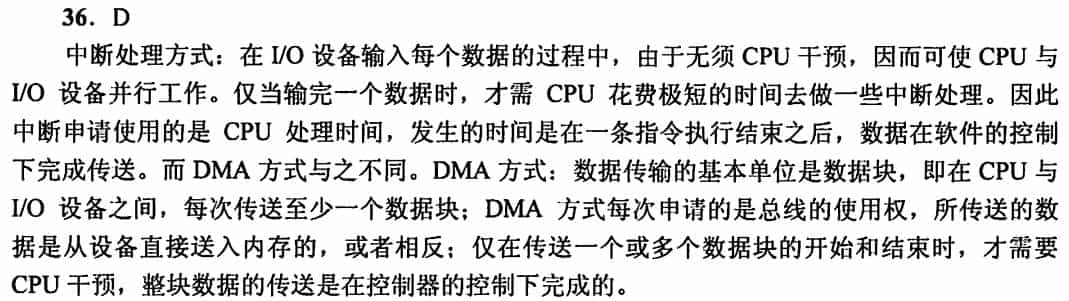 36. D
中断处理方式：在 I/O 设备输入每个数据的过程中，由于无须 CPU 干预，因而可使 CPU 与
I/O 设备并行工作。仅当输完一个数据时，才需 CPU 花费极短的时间去做一些中断处理。因此
中断申请使用的是 CPU 处理时间，发生的时间是在一条指令执行结束之后，数据在软件的控制
下完成传送。而 DMA 方式与之不同。DMA 方式：数据传输的基本单位是数据块，即在 CPU 与
I/O 设备之间，每次传送至少一个数据块；DMA 方式每次申请的是总线的使用权，所传送的数
据是从设备直接送入内存的，或者相反；仅在传送一个或多个数据块的开始和结束时，才需要
CPU 干预，整块数据的传送是在控制器的控制下完成的。